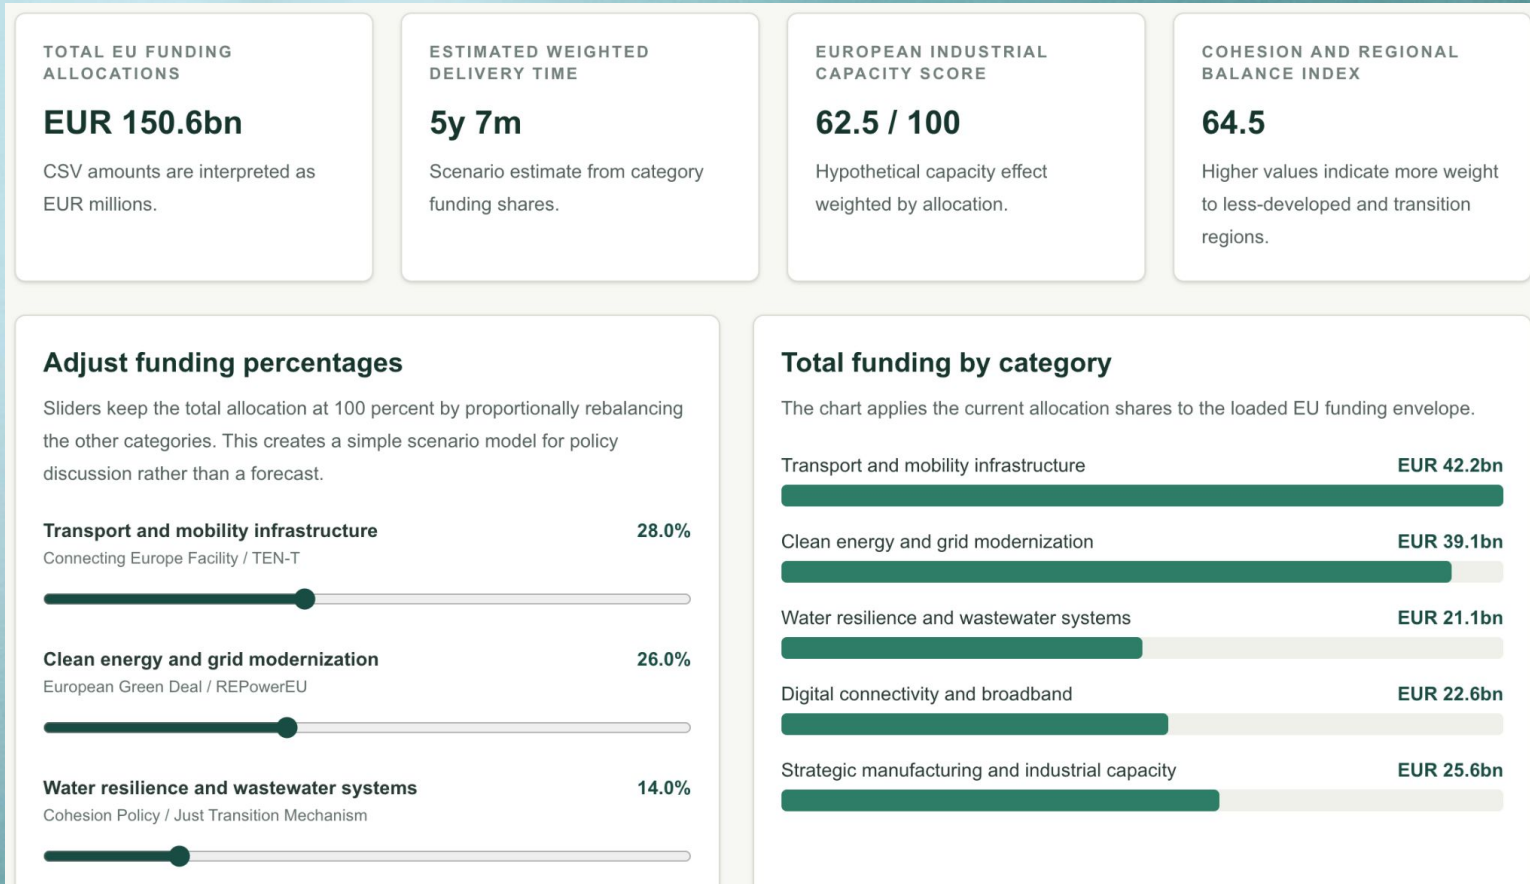 TOTAL EU FUNDING
ALLOCATIONS
EUR 150.6bn
CSV amounts are interpreted as
EUR millions.
ESTIMATED WEIGHTED
DELIVERY TIME
5y 7m
Scenario estimate from category
funding shares.
EUROPEAN INDUSTRIAL
CAPACITY SCORE
62.5 / 100
Hypothetical capacity effect
weighted by allocation.
COHESION AND REGIONAL
BALANCE INDEX
64.5
Higher values indicate more weight
to less-developed and transition
regions.
Adjust funding percentages
Sliders keep the total allocation at 100 percent by proportionally rebalancing
the other categories. This creates a simple scenario model for policy
discussion rather than a forecast.
Transport and mobility infrastructure 28.0%
Connecting Europe Facility / TEN-T
Clean energy and grid modernization 26.0%
European Green Deal / REPowerEU
Water resilience and wastewater systems 14.0%
Cohesion Policy / Just Transition Mechanism
Total funding by category
The chart applies the current allocation shares to the loaded EU funding envelope.
Transport and mobility infrastructure EUR 42.2bn
Clean energy and grid modernization EUR 39.1bn
Water resilience and wastewater systems EUR 21.1bn
Digital connectivity and broadband EUR 22.6bn
Strategic manufacturing and industrial capacity EUR 25.6bn